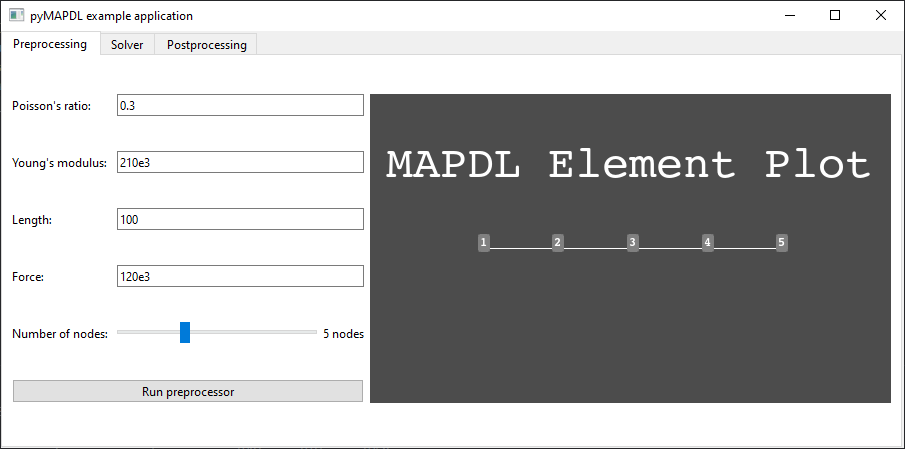 pyMAPDL example application
Preprocessing Solver Postprocessing
Poisson's ratio: 0.3
Young's modulus: 210e3
Length: 100
Force: 120e3
Number of nodes: 5 nodes
Run preprocessor
MAPDL Element Plot
1 2 3 4 5